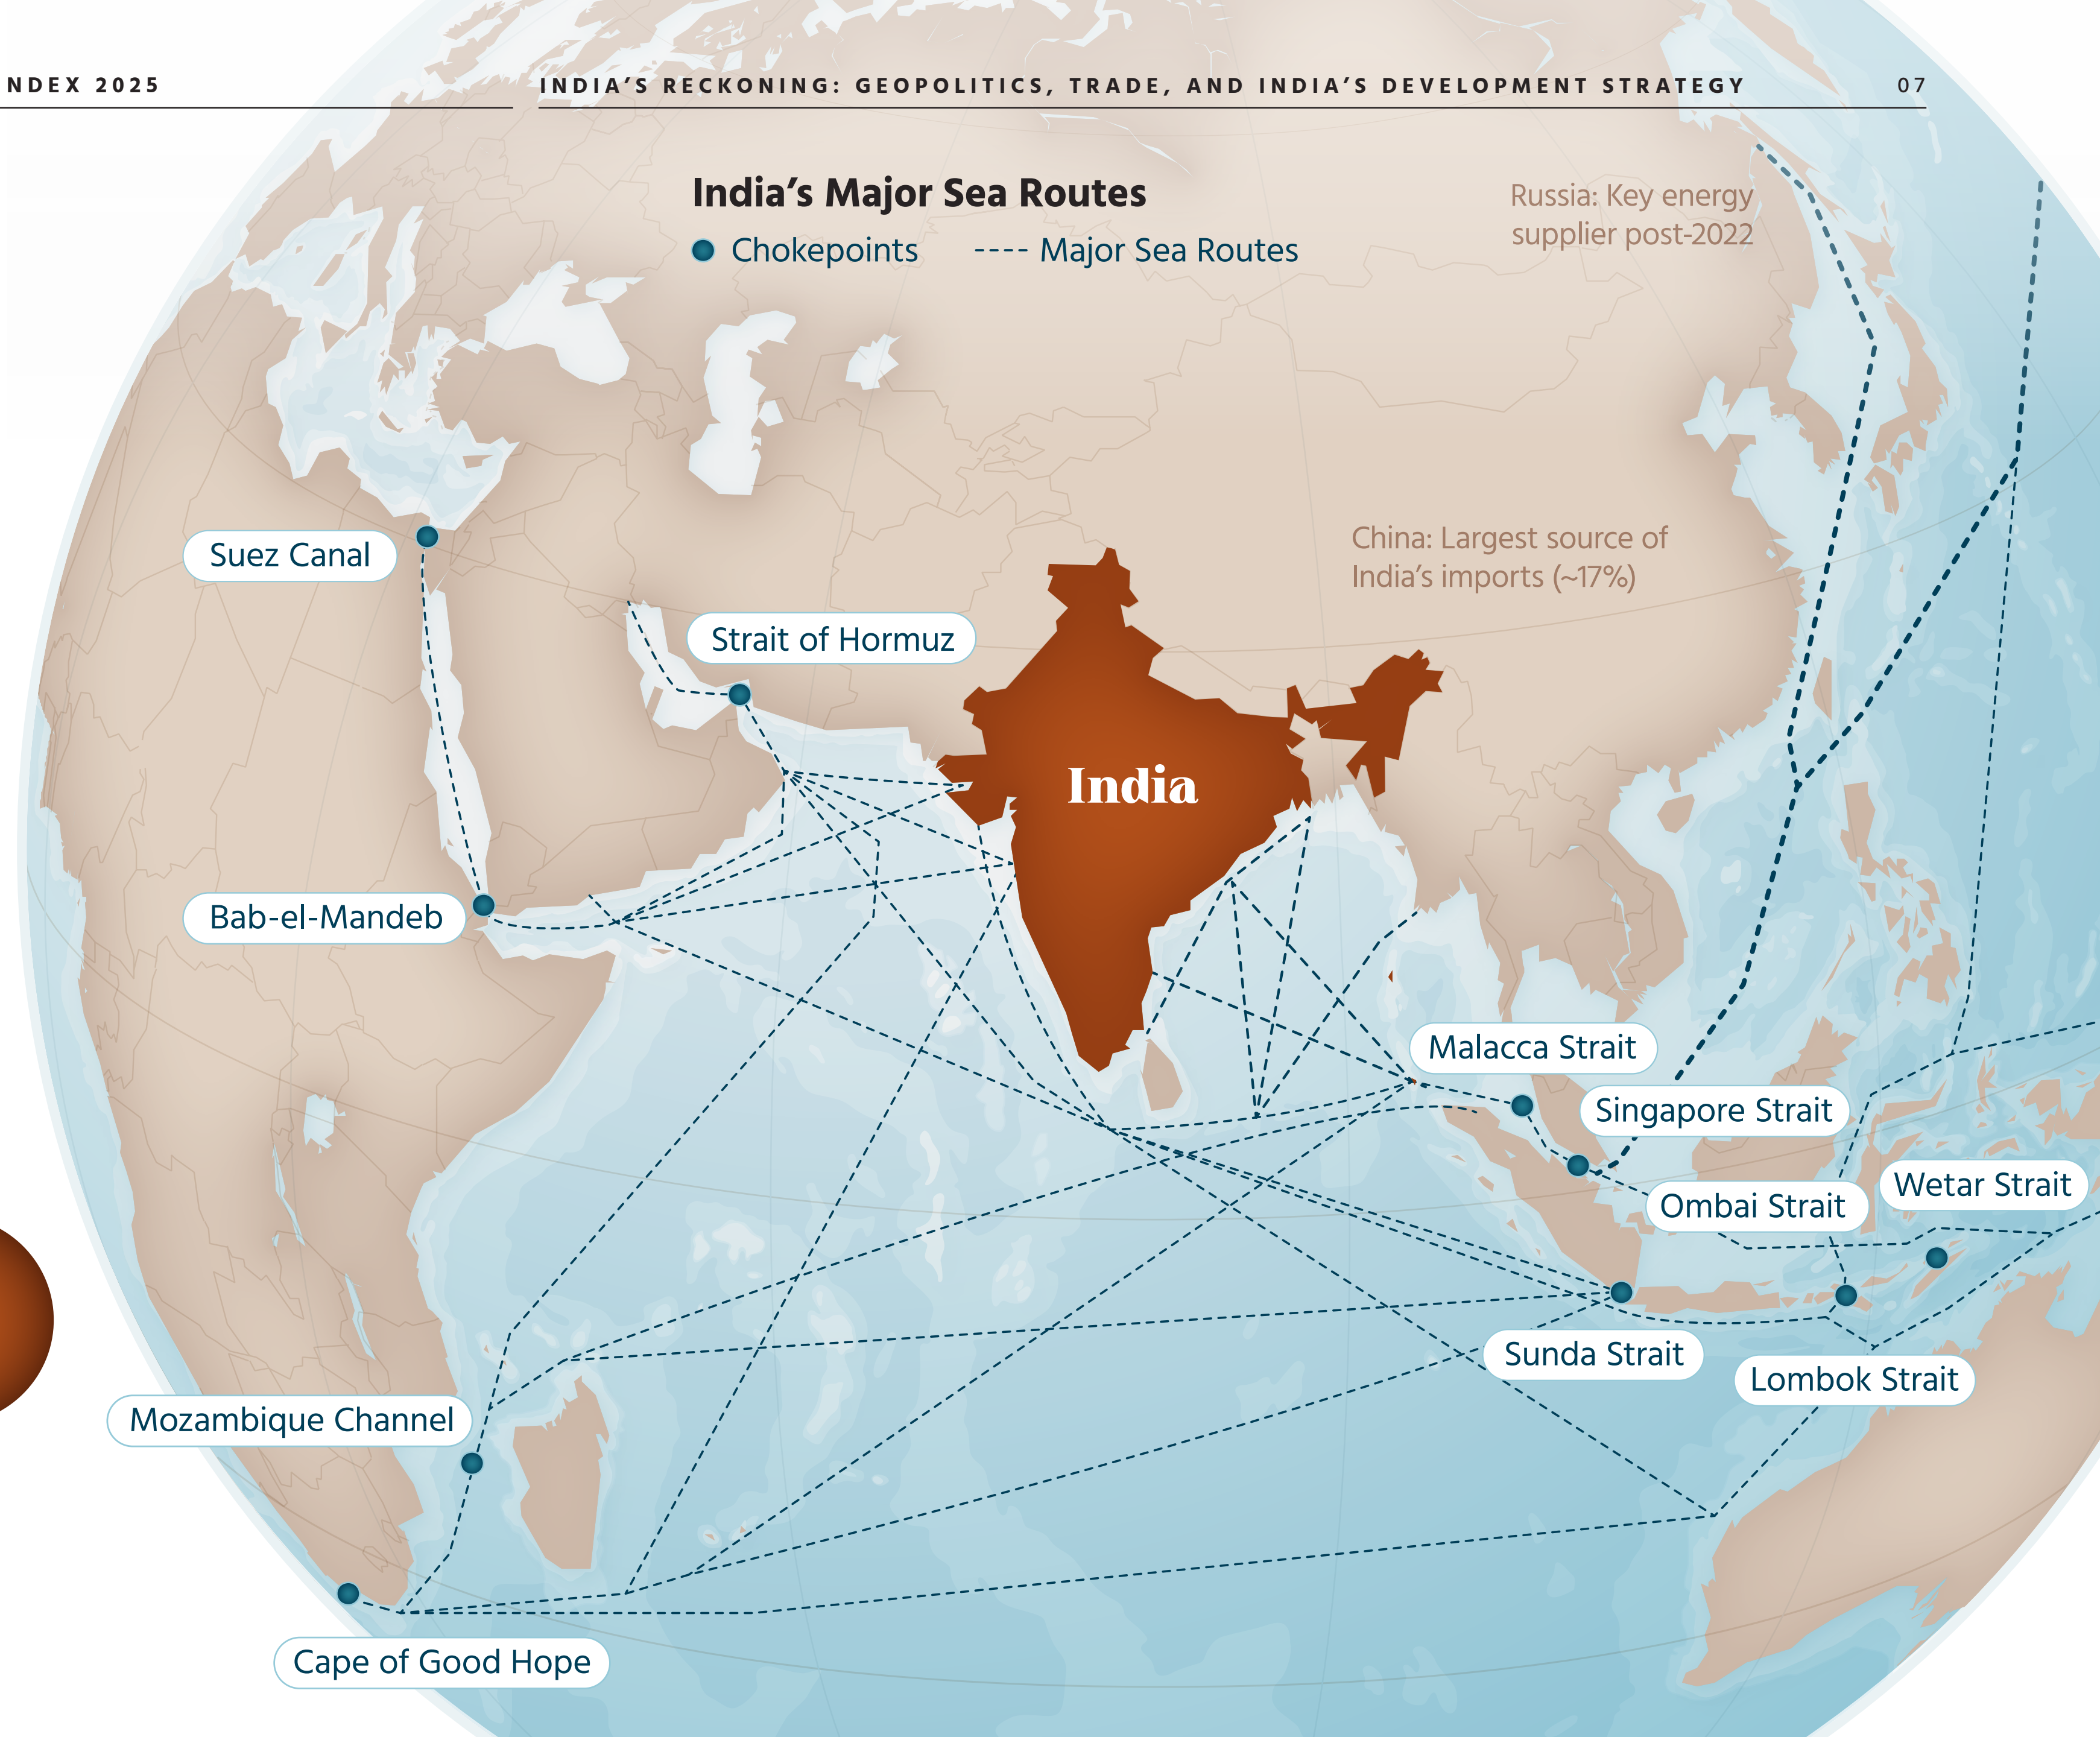 NDEX 2025
INDIA’S RECKONING: GEOPOLITICS, TRADE, AND INDIA’S DEVELOPMENT STRATEGY
07
India’s Major Sea Routes
Chokepoints
Major Sea Routes
Russia: Key energy
supplier post-2022
China: Largest source of
India’s imports (~17%)
Suez Canal
Strait of Hormuz
India
Bab-el-Mandeb
Malacca Strait
Singapore Strait
Wetar Strait
Ombai Strait
Sunda Strait
Lombok Strait
Mozambique Channel
Cape of Good Hope